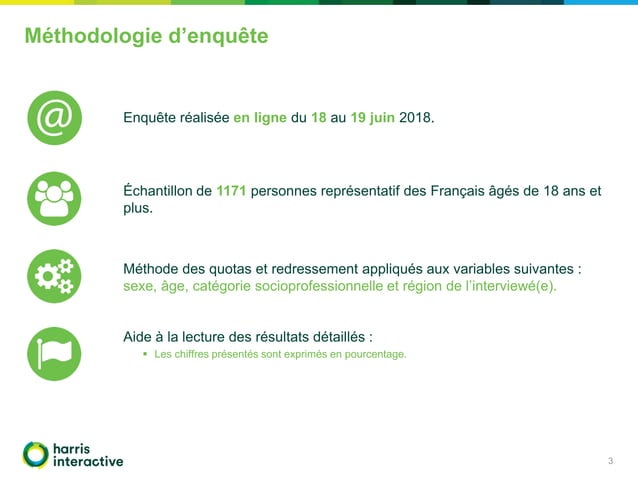 Méthodologie d’enquête
@
Enquête réalisée en ligne du 18 au 19 juin 2018.
Échantillon de 1171 personnes représentatif des Français âgés de 18 ans et
plus.
Méthode des quotas et redressement appliqués aux variables suivantes :
sexe, âge, catégorie socioprofessionnelle et région de l’interviewé(e).
Aide à la lecture des résultats détaillés :
▪ Les chiffres présentés sont exprimés en pourcentage.
harris
interactive
3